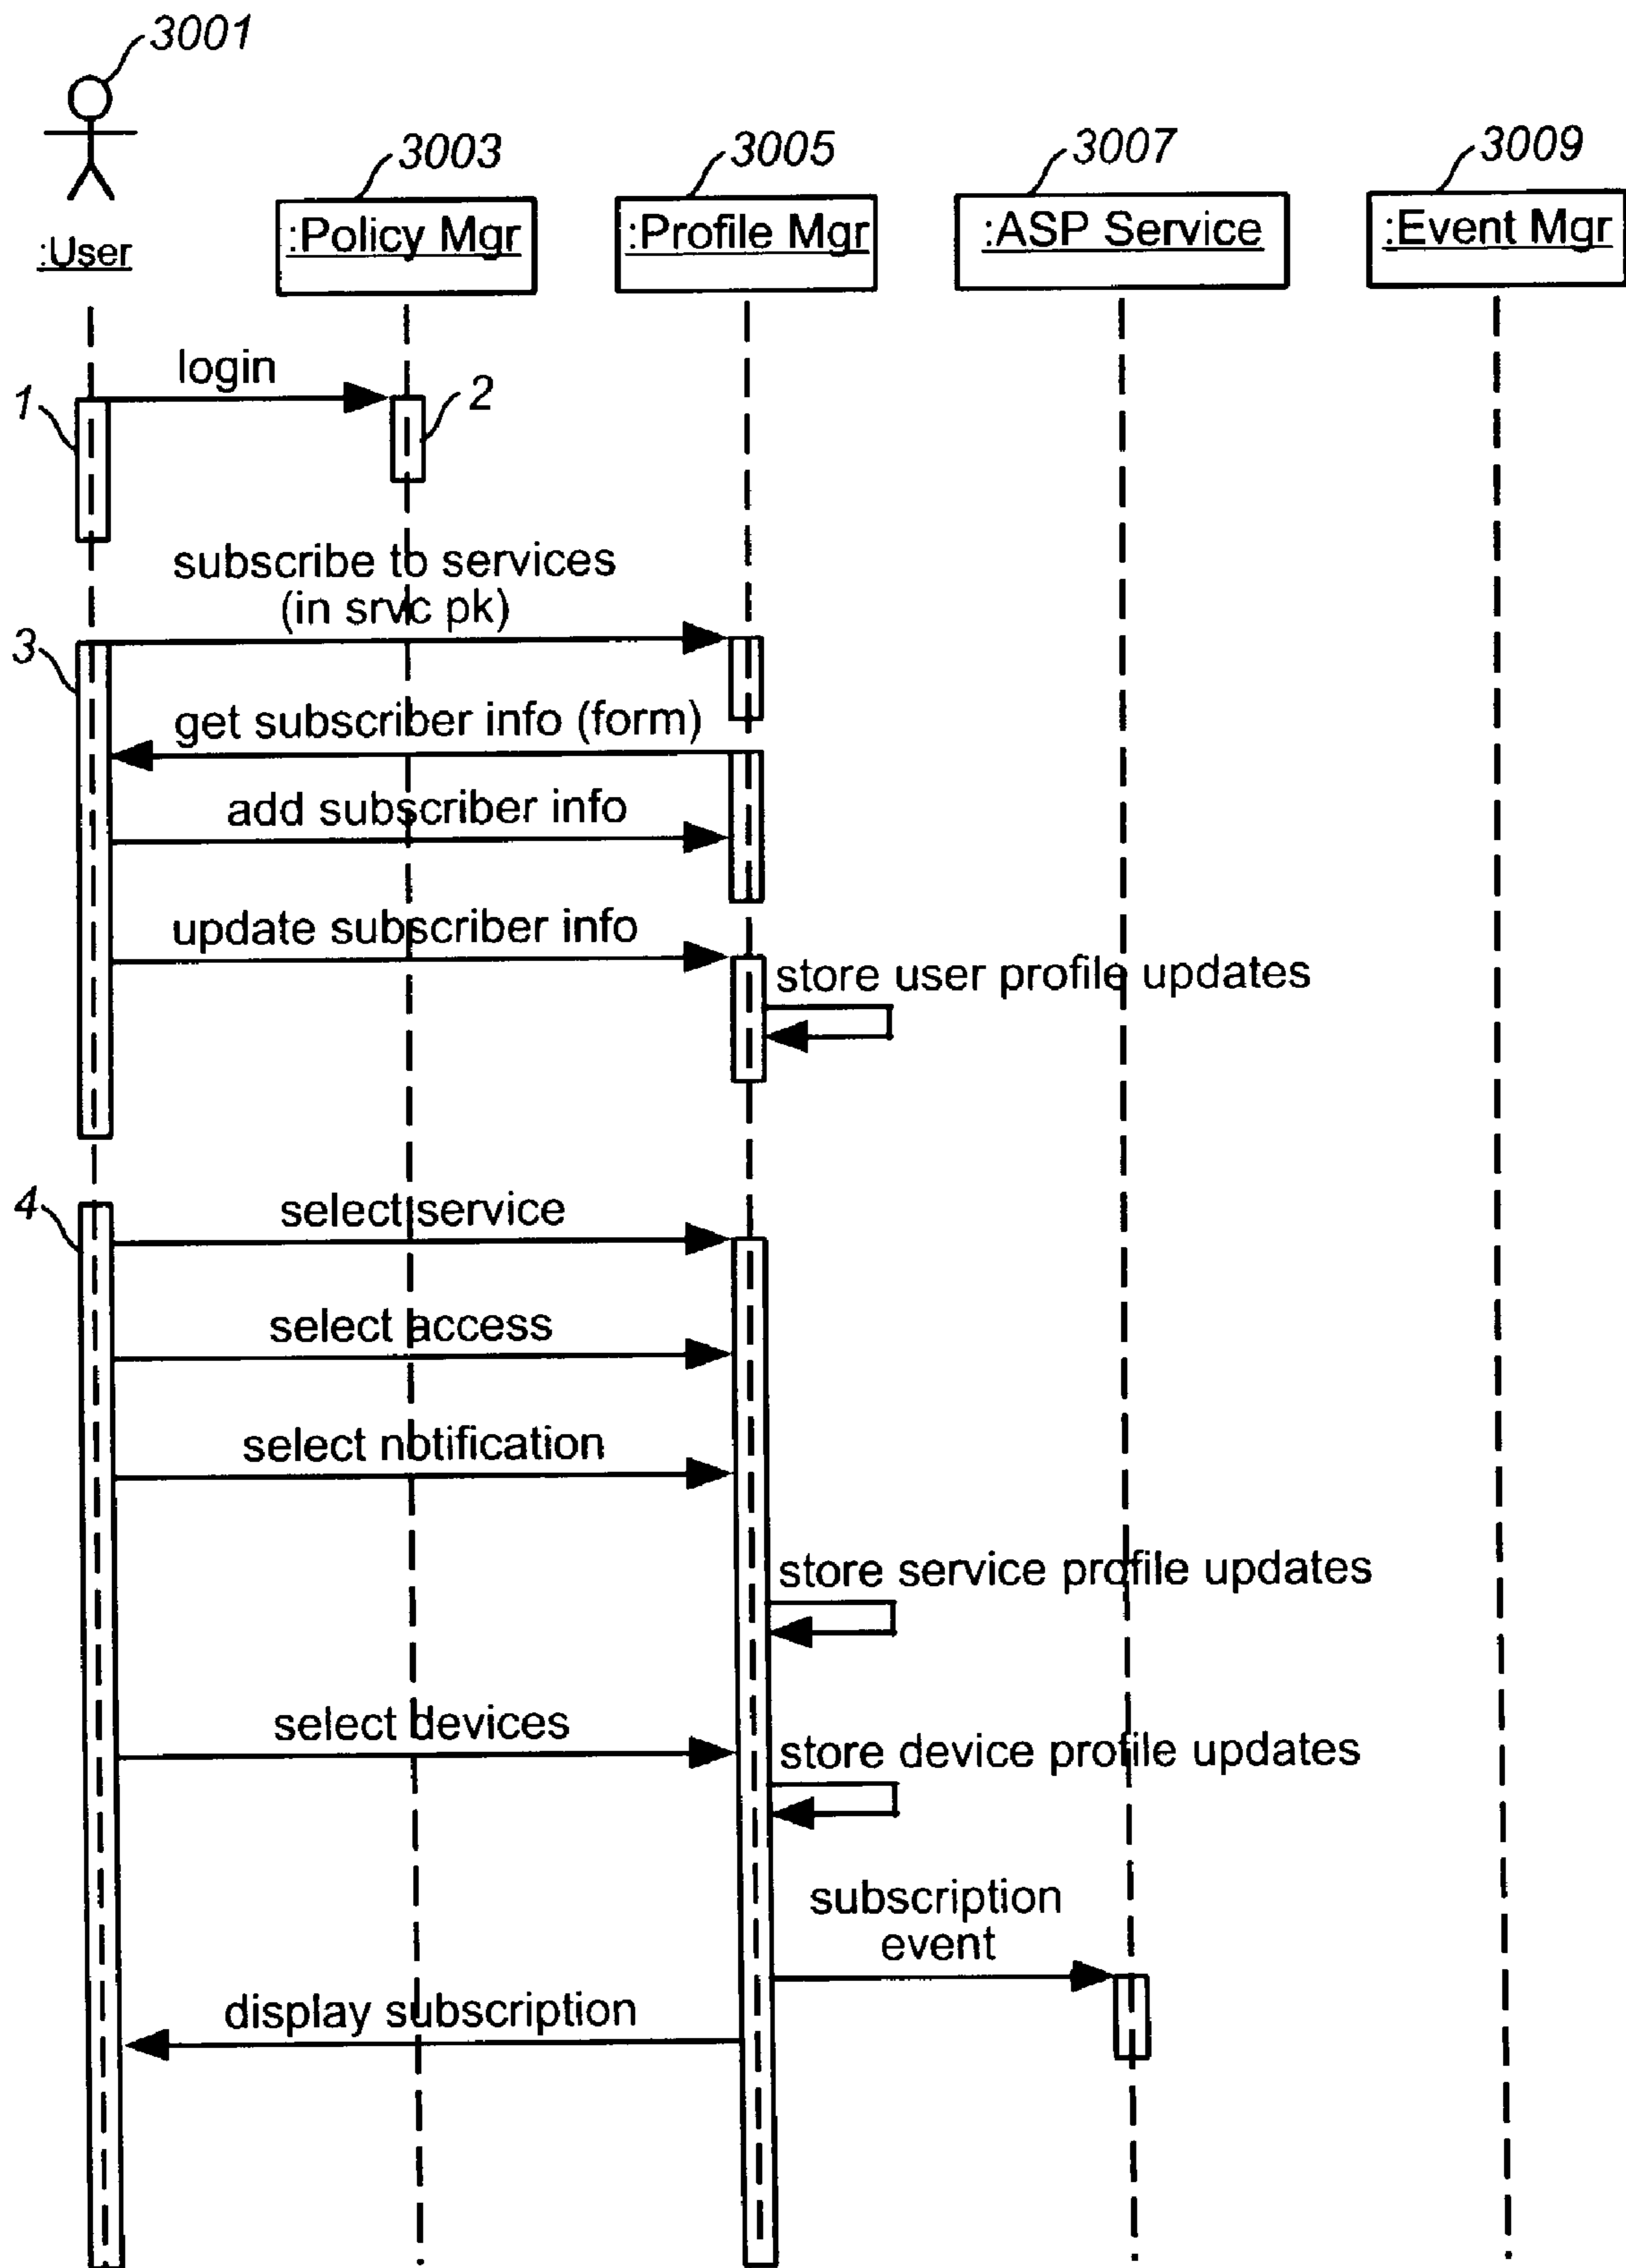 3001
3003
3005
3007
3009
:User
:Policy Mgr
:Profile Mgr
:ASP Service
:Event Mgr
login
1
2
subscribe to services
(in srvc pk)
3
get subscriber info (form)
add subscriber info
update subscriber info
store user profile updates
4
select service
select access
select notification
store service profile updates
select devices
store device profile updates
subscription
event
display subscription